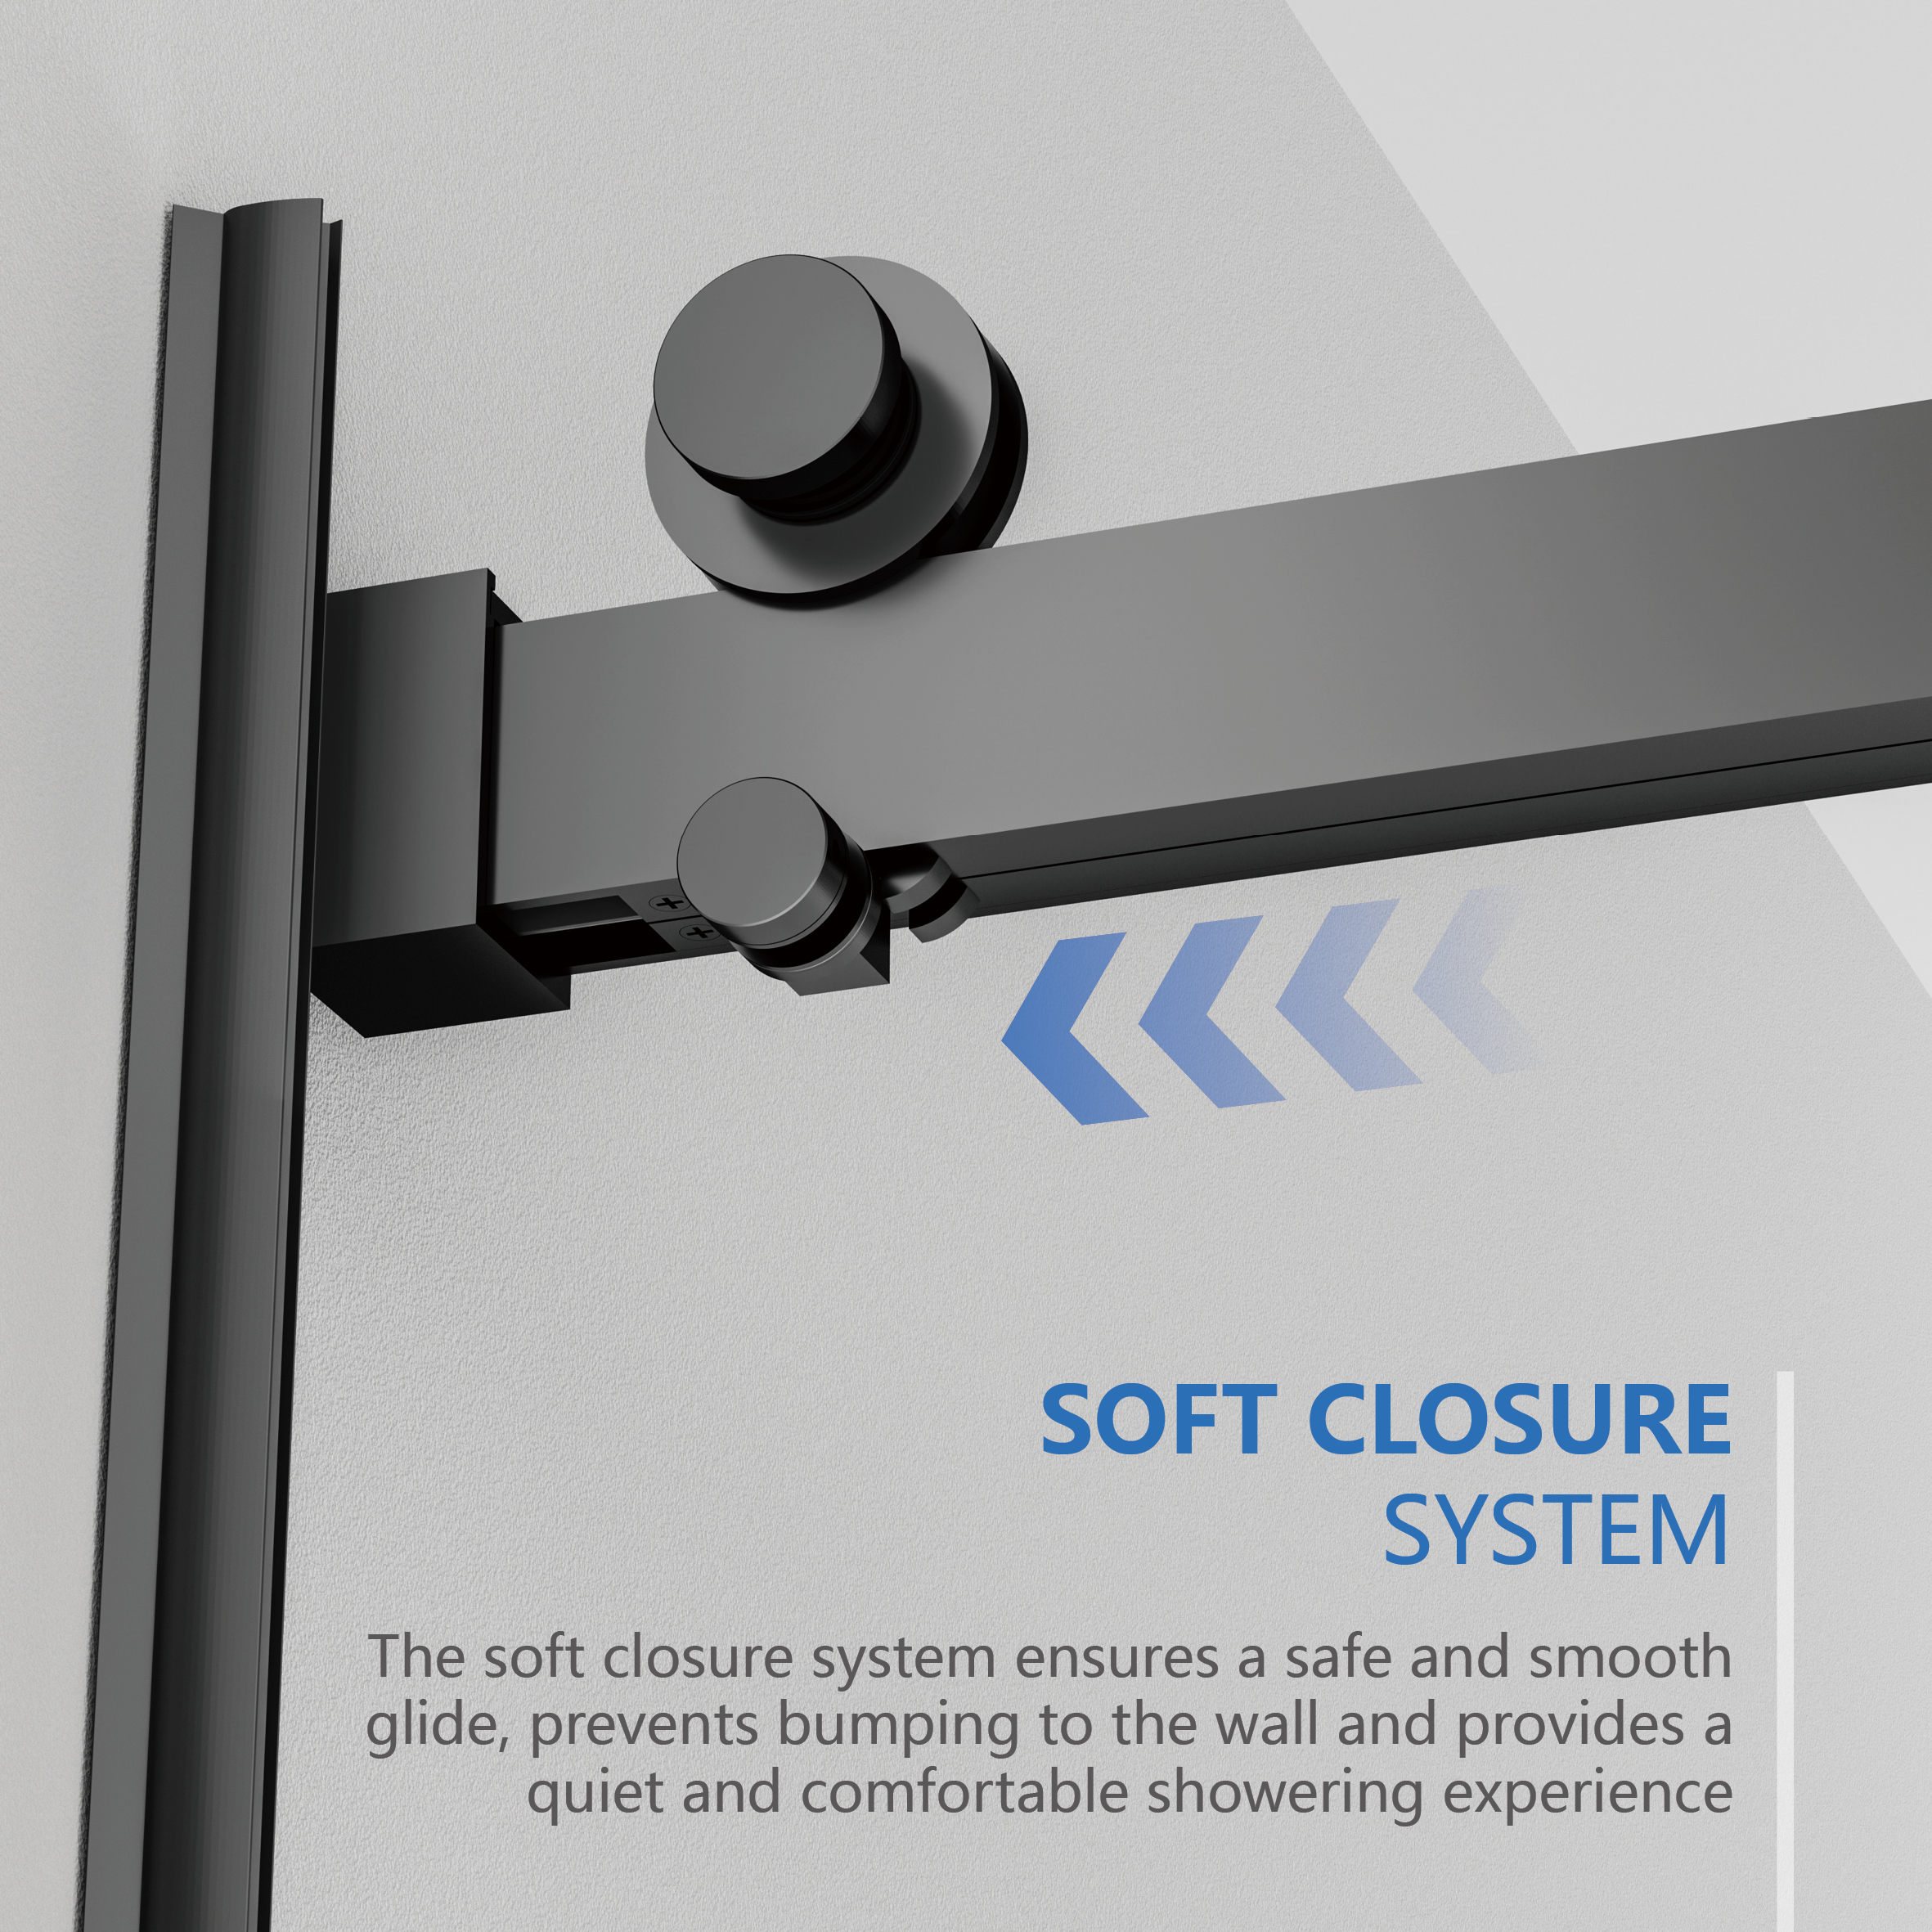 SOFT CLOSURE
SYSTEM
The soft closure system ensures a safe and smooth
glide, prevents bumping to the wall and provides a
quiet and comfortable showering experience